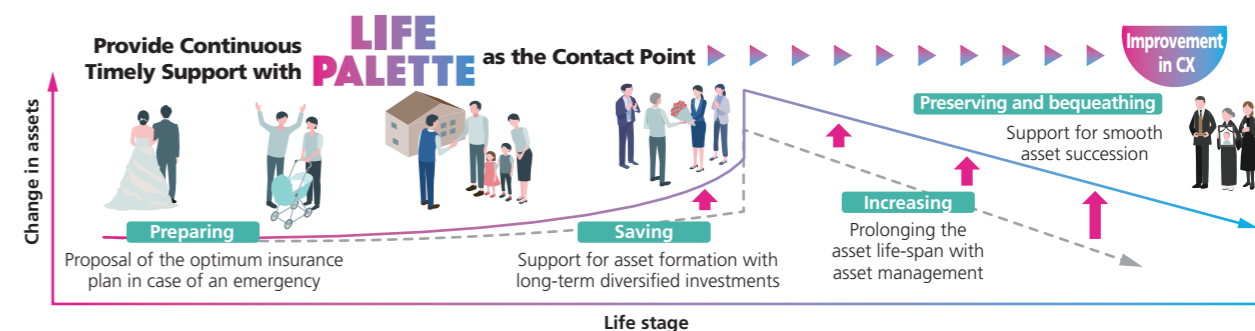 Provide Continuous
Timely Support with
LIFE
PALETTE
as the Contact Point
Improvement
in CX
Change in assets
Preparing
Proposal of the optimum insurance
plan in case of an emergency
Saving
Support for asset formation with
long-term diversified investments
Increasing
Prolonging the
asset life-span with
asset management
Preserving and bequeathing
Support for smooth
asset succession
Life stage